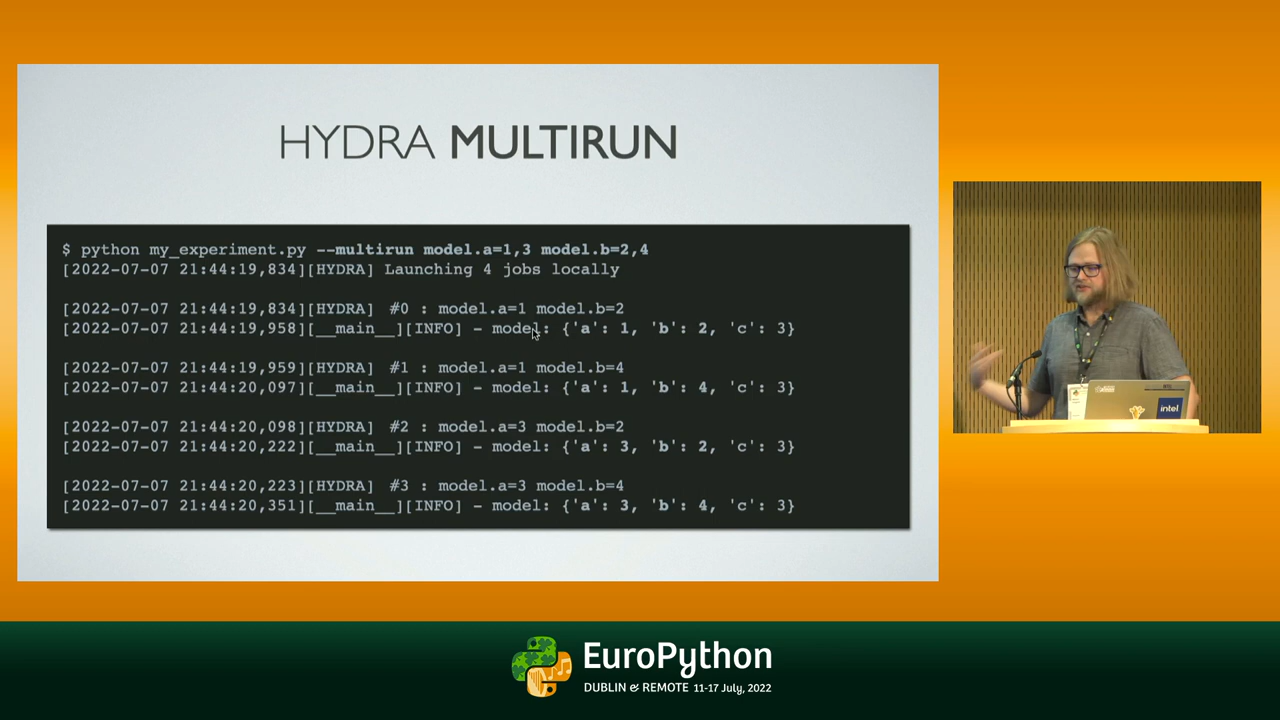 HYDRA MULTIRUN
$ python my_experiment.py --multirun model.a=1,3 model.b=2,4
[2022-07-07 21:44:19,834][HYDRA] Launching 4 jobs locally
[2022-07-07 21:44:19,834][HYDRA] #0 : model.a=1 model.b=2
[2022-07-07 21:44:19,958][__main__][INFO] - model: {'a': 1, 'b': 2, 'c': 3}
[2022-07-07 21:44:19,959][HYDRA] #1 : model.a=1 model.b=4
[2022-07-07 21:44:20,097][__main__][INFO] - model: {'a': 1, 'b': 4, 'c': 3}
[2022-07-07 21:44:20,098][HYDRA] #2 : model.a=3 model.b=2
[2022-07-07 21:44:20,222][__main__][INFO] - model: {'a': 3, 'b': 2, 'c': 3}
[2022-07-07 21:44:20,223][HYDRA] #3 : model.a=3 model.b=4
[2022-07-07 21:44:20,351][__main__][INFO] - model: {'a': 3, 'b': 4, 'c': 3}
intel
EuroPython
DUBLIN & REMOTE 11-17 July, 2022